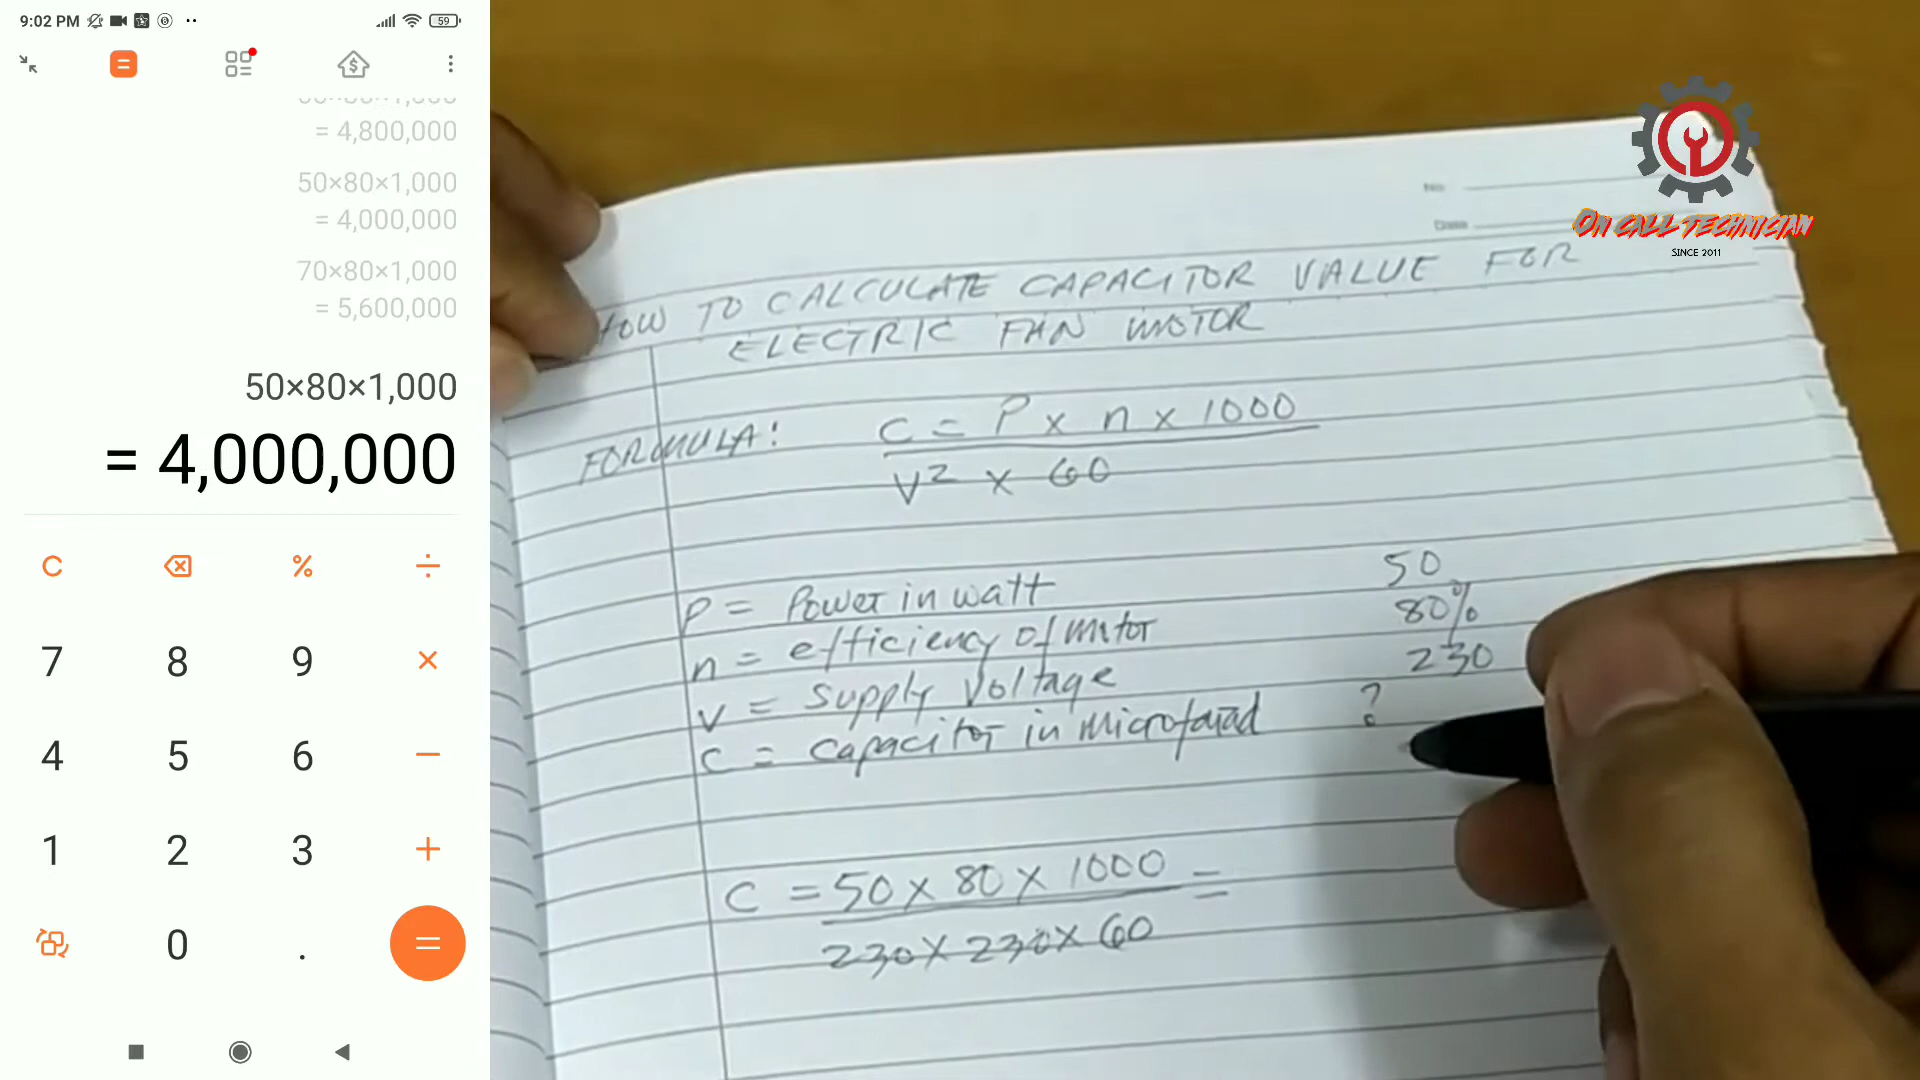 9:02 PM
59
= 4,800,000
50×80×1,000
= 4,000,000
70×80×1,000
= 5,600,000
50×80×1,000
= 4,000,000
C % ÷
7 8 9 ×
4 5 6 −
1 2 3 +
0 . =
No
Date
ON CALL TECHNICIAN
SINCE 2011
HOW TO CALCULATE CAPACITOR VALUE FOR
ELECTRIC FAN MOTOR
FORMULA: C = P x n x 1000
V² x 60
P = Power in watt 50
n = efficiency of motor 80%
V = Supply Voltage 230
C = Capacitor in microfarad ?
C = 50 x 80 x 1000 =
230 x 230 x 60